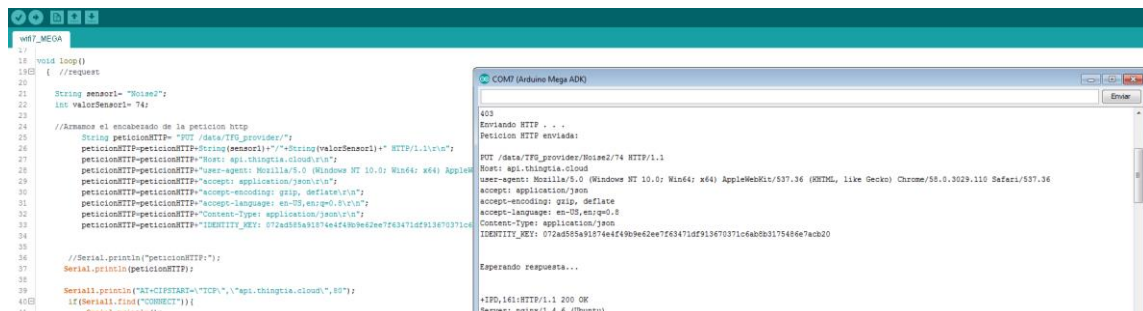 wifi7_MEGA
17
18 void loop()
19 { //request
20
21 String sensor1= "Noise2";
22 int valorSensor1= 74;
23
24 //Armamos el encabezado de la peticion http
25 String peticionHTTP= "PUT /data/TFG_provider/";
26 peticionHTTP=peticionHTTP+String(sensor1)+"/"+String(valorSensor1)+" HTTP/1.1\r\n";
27 peticionHTTP=peticionHTTP+"Host: api.thingtia.cloud\r\n";
28 peticionHTTP=peticionHTTP+"user-agent: Mozilla/5.0 (Windows NT 10.0; Win64; x64) AppleW
29 peticionHTTP=peticionHTTP+"accept: application/json\r\n";
30 peticionHTTP=peticionHTTP+"accept-encoding: gzip, deflate\r\n";
31 peticionHTTP=peticionHTTP+"accept-language: en-US,en;q=0.8\r\n";
32 peticionHTTP=peticionHTTP+"Content-Type: application/json\r\n";
33 peticionHTTP=peticionHTTP+"IDENTITY_KEY: 072ad585a91874e4f49b9e62ee7f63471df913670371c6
34
35
36 //Serial.println("peticionHTTP:");
37 Serial.println(peticionHTTP);
38
39 Serial1.println("AT+CIPSTART=\"TCP\",\"api.thingtia.cloud\",80");
40 if(Serial1.find("CONNECT")){
COM7 (Arduino Mega ADK)
Enviar
403
Enviando HTTP . . .
Peticion HTTP enviada:
PUT /data/TFG_provider/Noise2/74 HTTP/1.1
Host: api.thingtia.cloud
user-agent: Mozilla/5.0 (Windows NT 10.0; Win64; x64) AppleWebKit/537.36 (KHTML, like Gecko) Chrome/58.0.3029.110 Safari/537.36
accept: application/json
accept-encoding: gzip, deflate
accept-language: en-US,en;q=0.8
Content-Type: application/json
IDENTITY_KEY: 072ad585a91874e4f49b9e62ee7f63471df913670371c6ab8b3175486e7acb20
Esperando respuesta...
+IPD,161:HTTP/1.1 200 OK
Server: nginx/1.4.6 (Ubuntu)